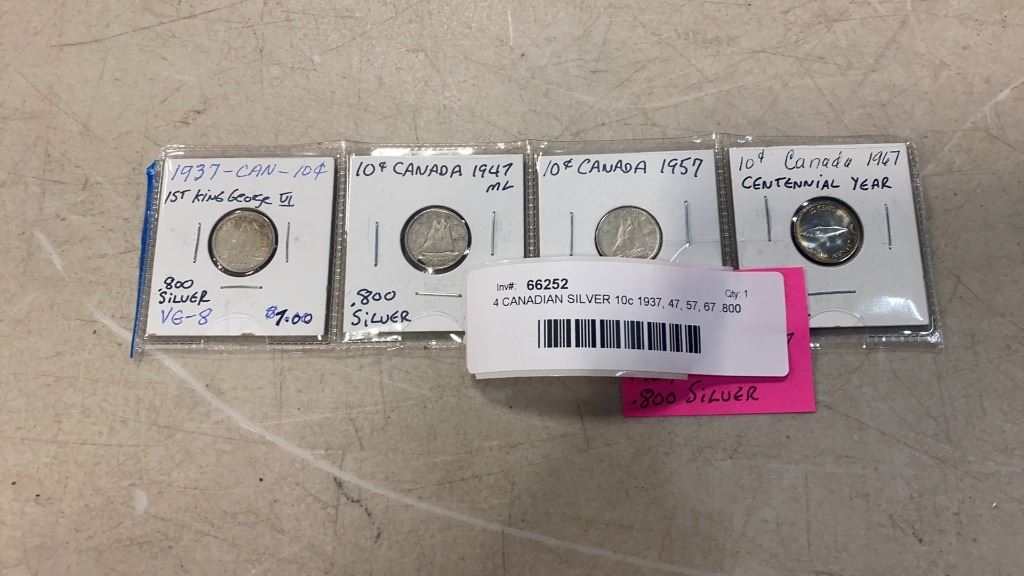 1937-CAN-10¢
1ST KING GEORGE VI
.800
SILVER
VG-8 $7.00
10¢ CANADA 1947
ML
.800
SILVER
10¢ CANADA 1957
10¢ Canada 1967
CENTENNIAL YEAR
Inv#: 66252
Qty: 1
4 CANADIAN SILVER 10c 1937, 47, 57, 67 .800
.800 SILVER